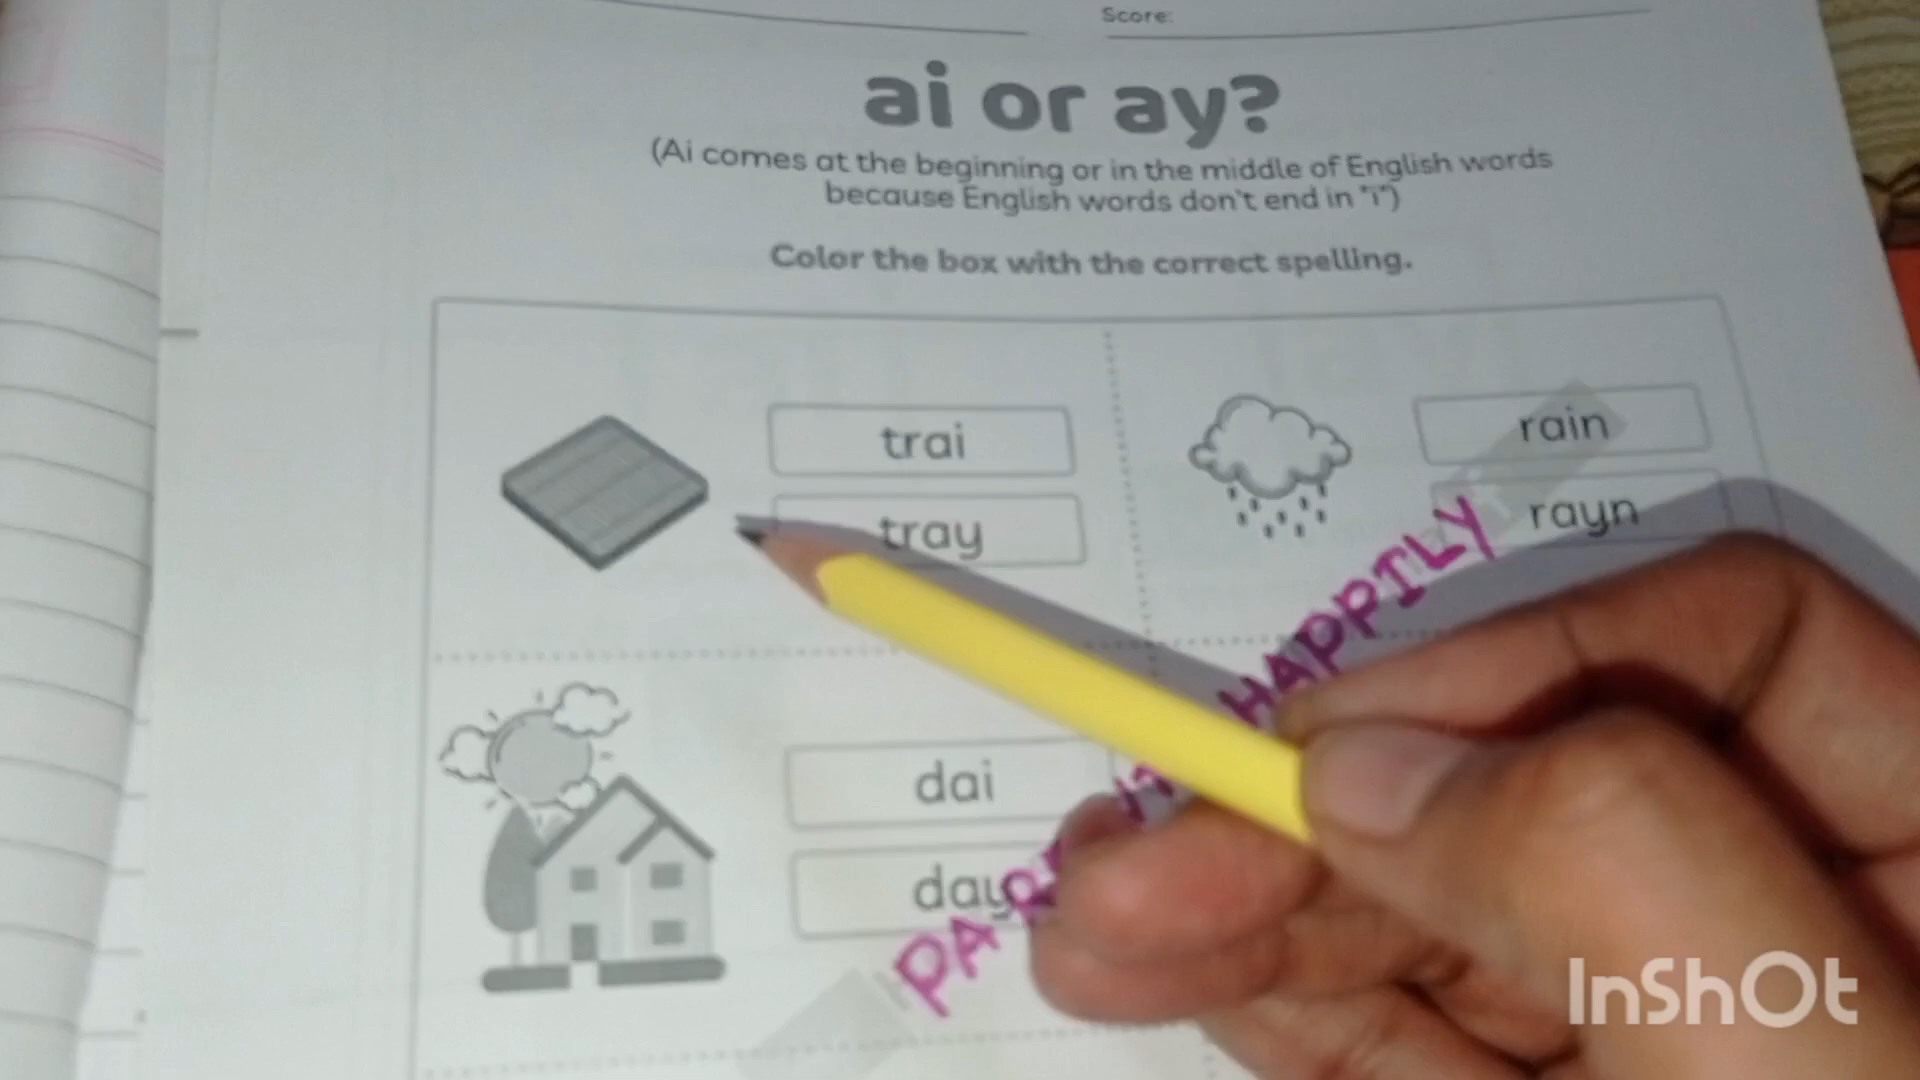 Score:
ai or ay?
(Ai comes at the beginning or in the middle of English words
because English words don't end in "i")
Color the box with the correct spelling.
trai
tray
rain
rayn
dai
day
HAPPILY
InShOt